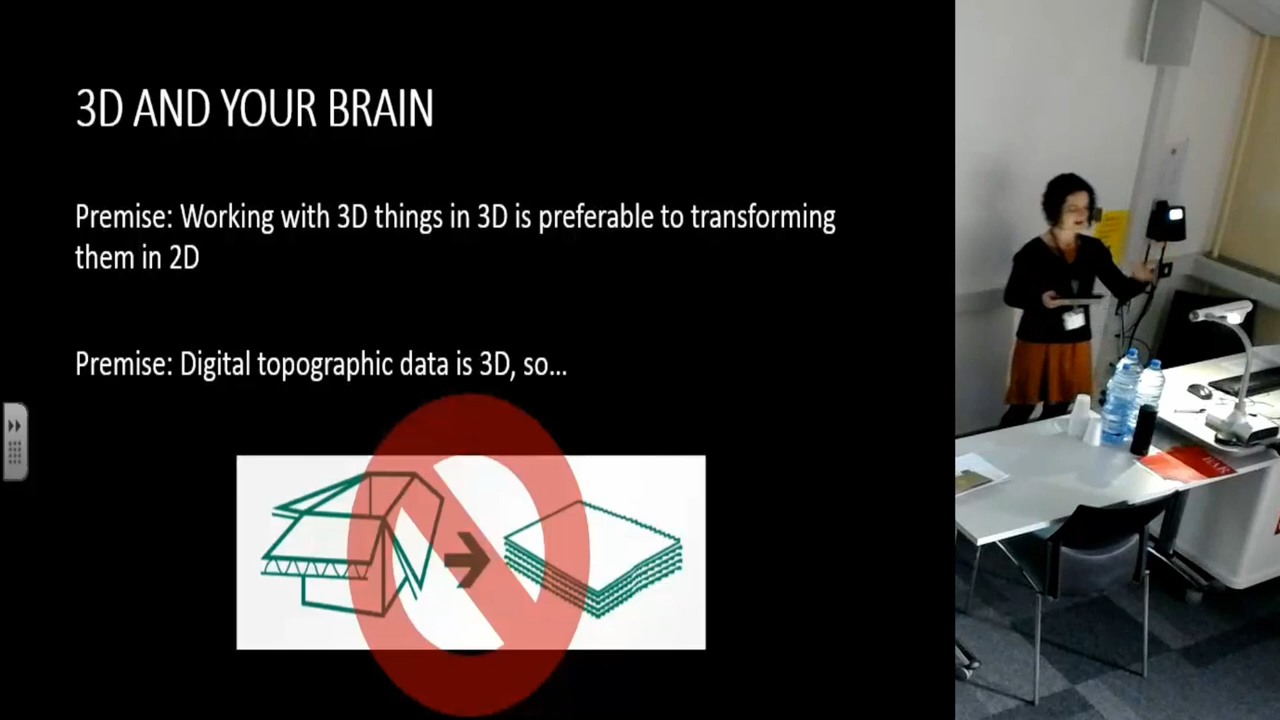 3D AND YOUR BRAIN
Premise: Working with 3D things in 3D is preferable to transforming
them in 2D
Premise: Digital topographic data is 3D, so...